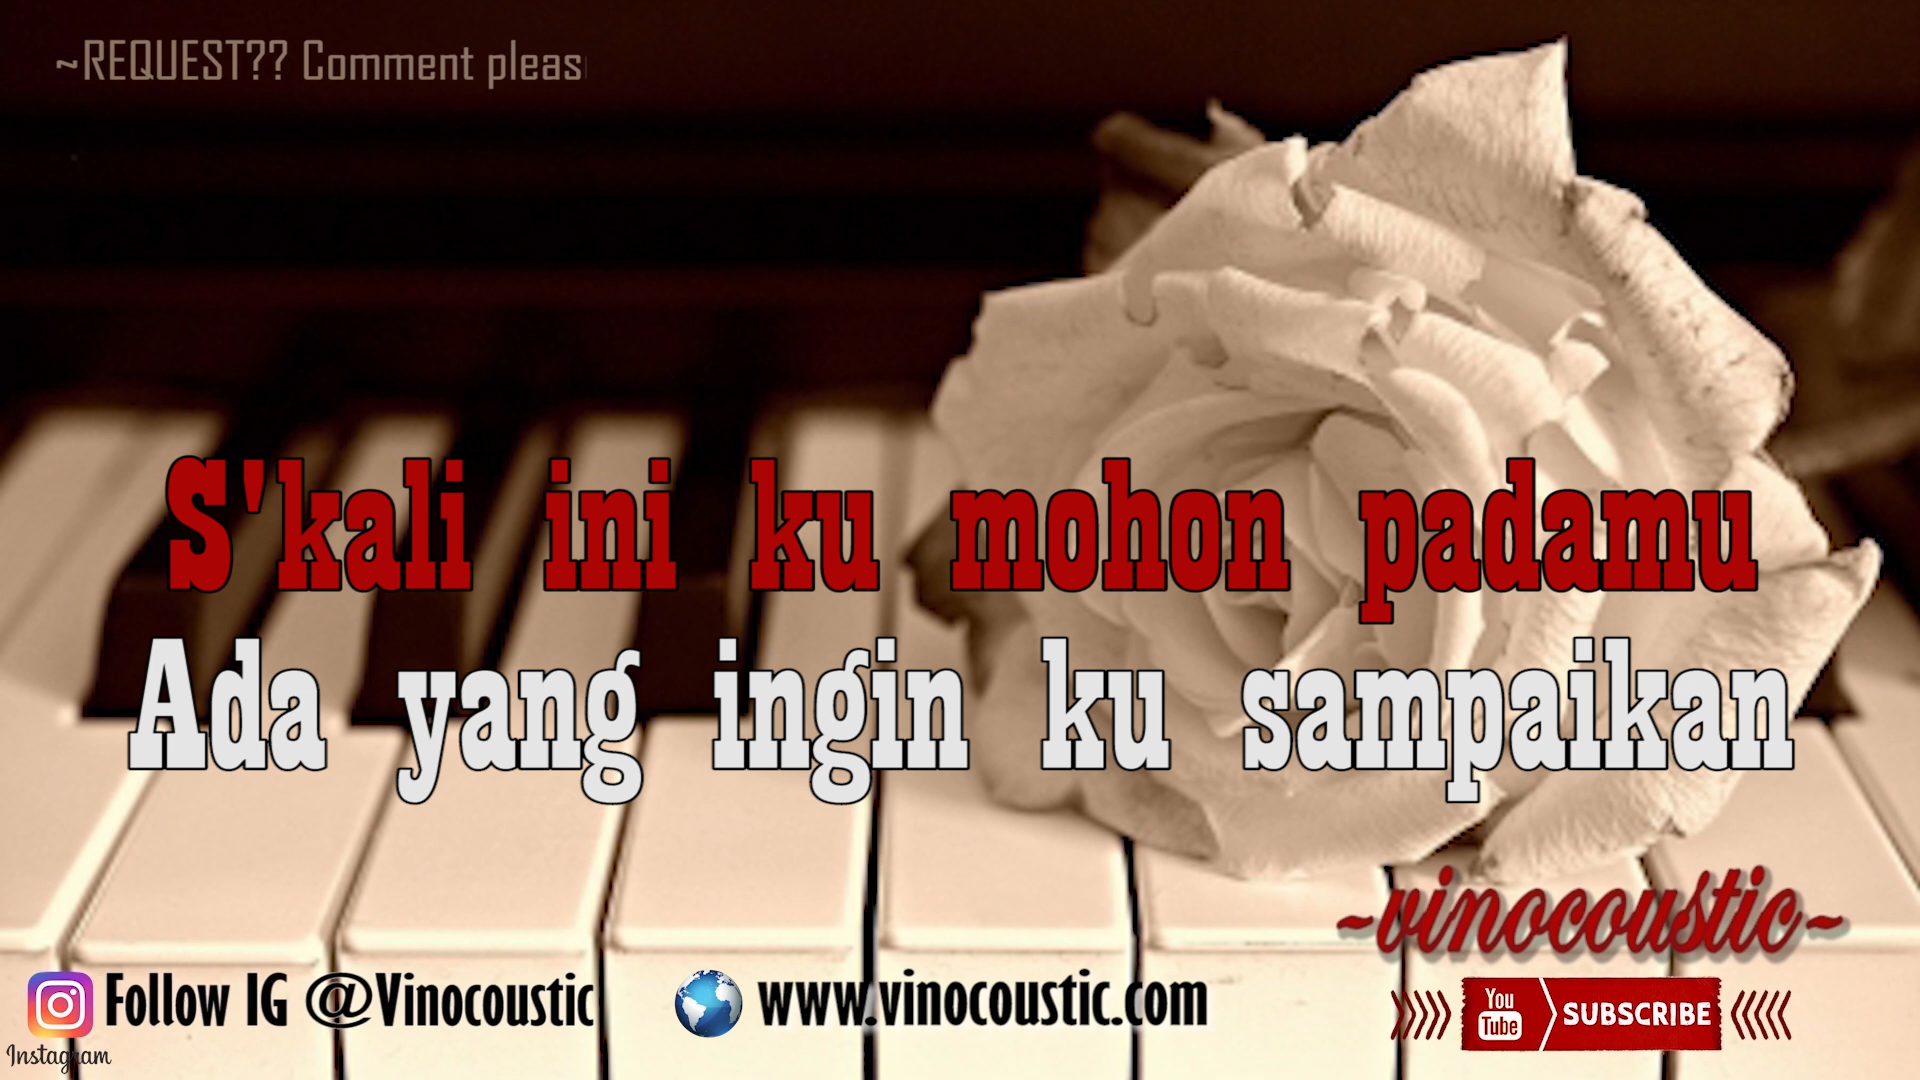 ~REQUEST?? Comment pleas
S'kali ini ku mohon padamu
Ada yang ingin ku sampaikan
~vinocoustic~
Follow IG @Vinocoustic
www.vinocoustic.com
You
Tube
SUBSCRIBE
Instagram